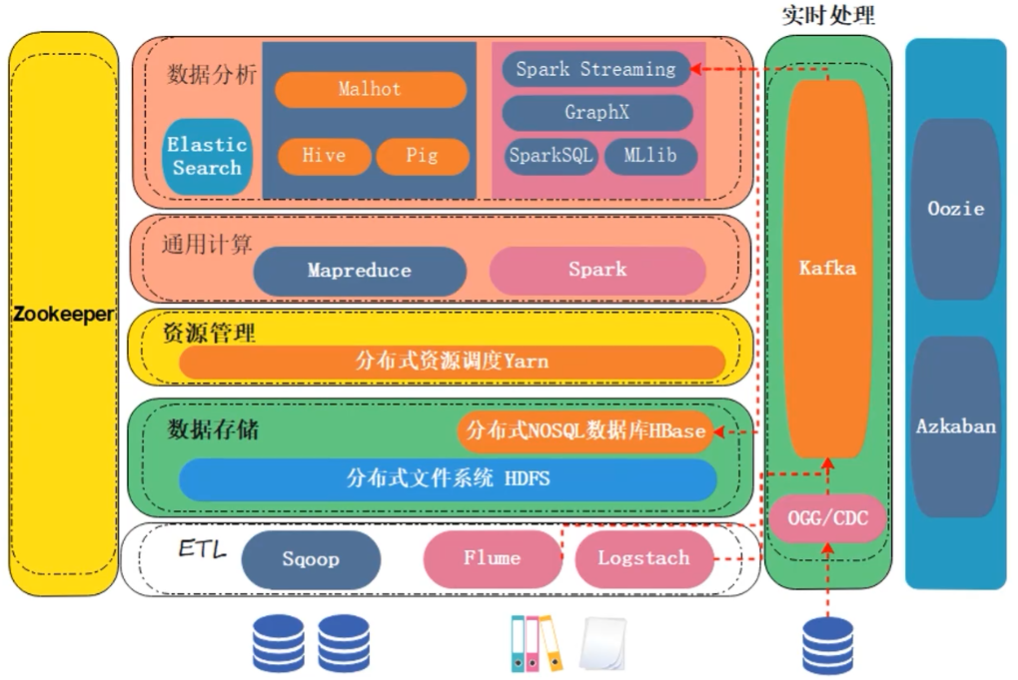 实时处理
Zookeeper
数据分析
Elastic
Search
Malhot
Hive
Pig
Spark Streaming
GraphX
SparkSQL
MLlib
通用计算
Mapreduce
Spark
资源管理
分布式资源调度Yarn
数据存储
分布式NOSQL数据库HBase
分布式文件系统 HDFS
ETL
Sqoop
Flume
Logstach
Kafka
OGG/CDC
Oozie
Azkaban